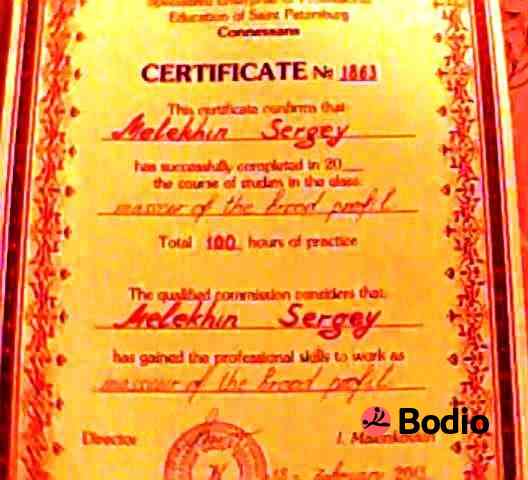 Education of Saint Petersburg
CERTIFICATE № 1863
This certificate confirms that
Melekhin Sergey
has successfully completed in 20__
the course of studies in the class
masseur of the broad profil
Total 100 hours of practice
The qualified commission considers that
Melekhin Sergey
has gained the professional skills to work as
masseur of the broad profil
Bodio
Director I.
February